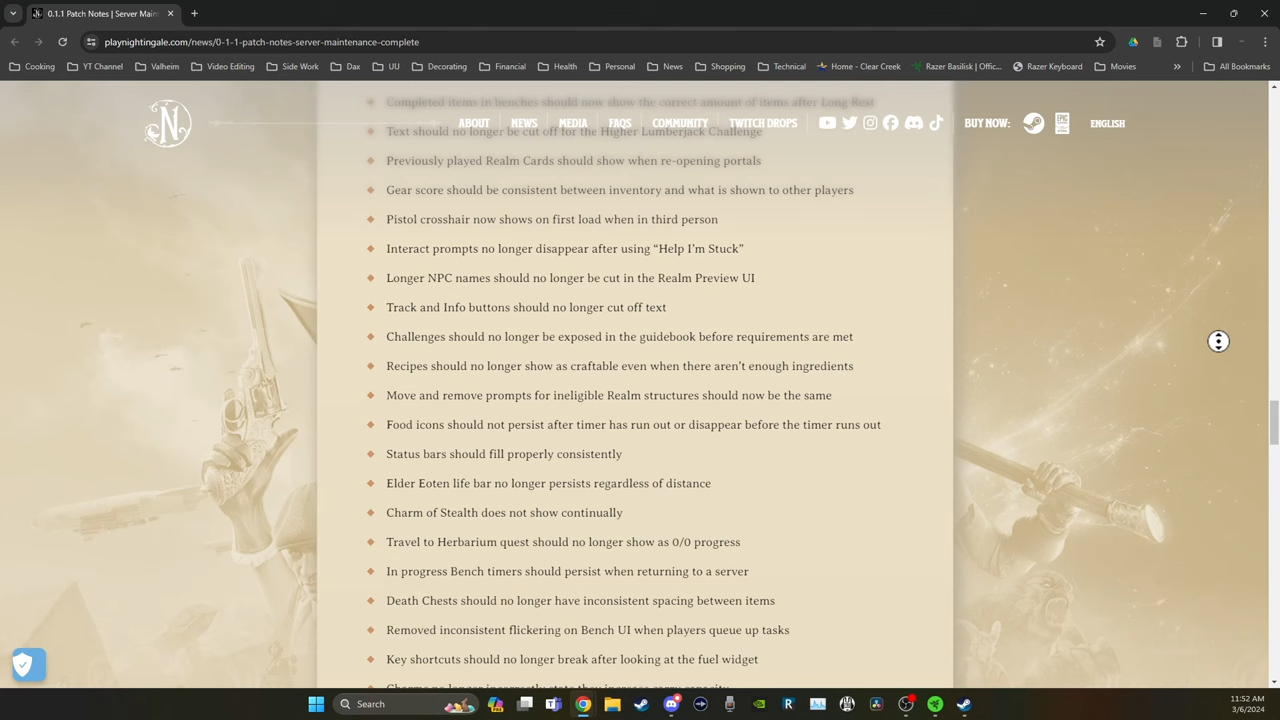 0.1.1 Patch Notes | Server Main
playnightingale.com/news/0-1-1-patch-notes-server-maintenance-complete
Cooking
YT Channel
Valheim
Video Editing
Side Work
Dax
UU
Decorating
Financial
Health
Personal
News
Shopping
Technical
Home - Clear Creek
Razer Basilisk | Offic...
Razer Keyboard
Movies
»
All Bookmarks
Completed items in benches should now show the correct amount of items after Long Rest
N
ABOUT
NEWS
MEDIA
FAQS
COMMUNITY
TWITCH DROPS
BUY NOW:
EPIC GAMES
ENGLISH
Text should no longer be cut off for the Higher Lumberjack Challenge
Previously played Realm Cards should show when re-opening portals
Gear score should be consistent between inventory and what is shown to other players
Pistol crosshair now shows on first load when in third person
Interact prompts no longer disappear after using “Help I’m Stuck”
Longer NPC names should no longer be cut in the Realm Preview UI
Track and Info buttons should no longer cut off text
Challenges should no longer be exposed in the guidebook before requirements are met
Recipes should no longer show as craftable even when there aren’t enough ingredients
Move and remove prompts for ineligible Realm structures should now be the same
Food icons should not persist after timer has run out or disappear before the timer runs out
Status bars should fill properly consistently
Elder Eoten life bar no longer persists regardless of distance
Charm of Stealth does not show continually
Travel to Herbarium quest should no longer show as 0/0 progress
In progress Bench timers should persist when returning to a server
Death Chests should no longer have inconsistent spacing between items
Removed inconsistent flickering on Bench UI when players queue up tasks
Key shortcuts should no longer break after looking at the fuel widget
Charms no longer incorrectly state they increase carry capacity
Search
11:52 AM
3/6/2024